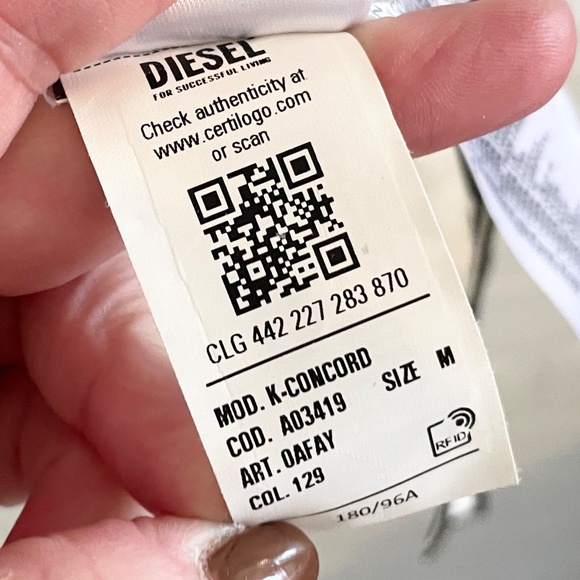 DIESEL
FOR SUCCESSFUL LIVING
Check authenticity at
www.certilogo.com
or scan
CLG 442 227 283 870
MOD. K-CONCORD
SIZE M
COD. A03419
ART. 0AFAY
COL. 129
RFID
180/96A